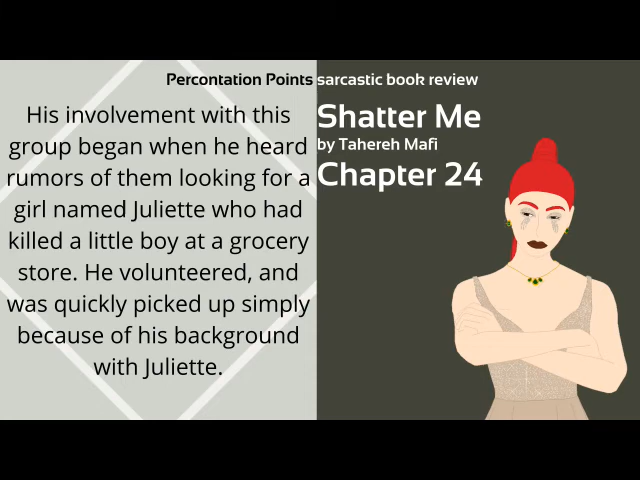 Percontation Points sarcastic book review
His involvement with this
group began when he heard
rumors of them looking for a
girl named Juliette who had
killed a little boy at a grocery
store. He volunteered, and
was quickly picked up simply
because of his background
with Juliette.
Shatter Me
by Tahereh Mafi
Chapter 24